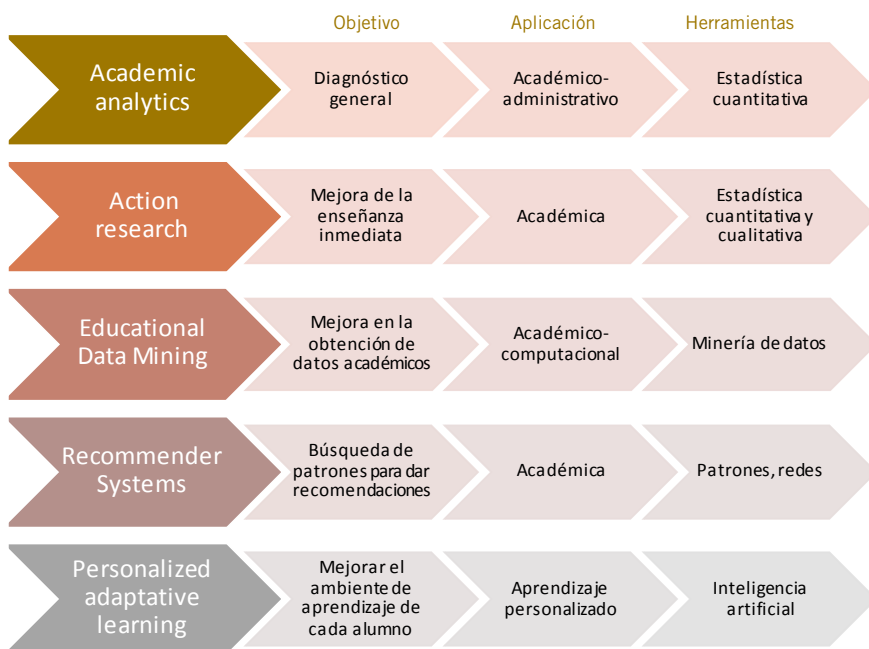 Objetivo
Aplicación
Herramientas
Academic
analytics
Diagnóstico
general
Académico-
administrativo
Estadística
cuantitativa
Action
research
Mejora de la
enseñanza
inmediata
Académica
Estadística
cuantitativa y
cualitativa
Educational
Data Mining
Mejora en la
obtención de
datos académicos
Académico-
computacional
Minería de datos
Recommender
Systems
Búsqueda de
patrones para dar
recomendaciones
Académica
Patrones, redes
Personalized
adaptative
learning
Mejorar el
ambiente de
aprendizaje de
cada alumno
Aprendizaje
personalizado
Inteligencia
artificial